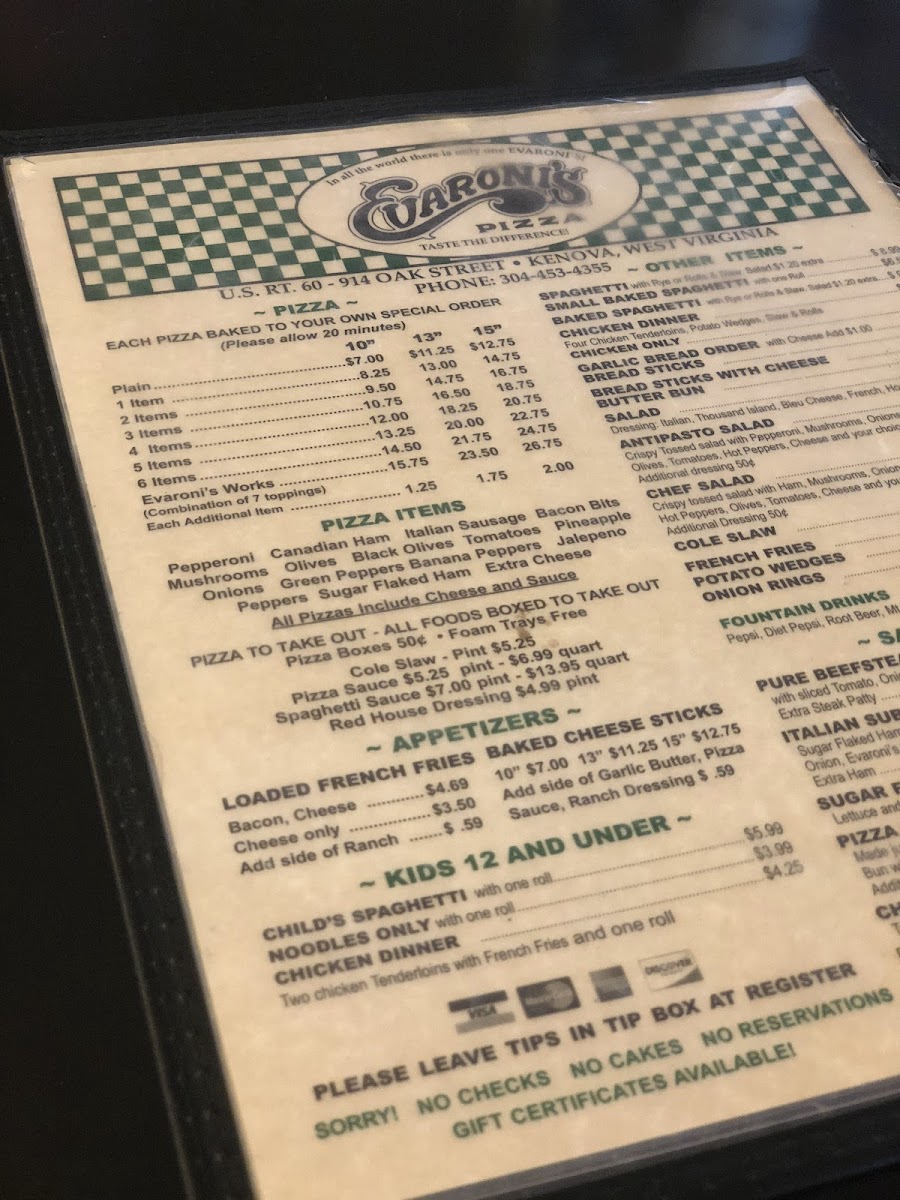 In all the world there is only one EVARONI'S!
EVARONI'S
PIZZA
TASTE THE DIFFERENCE!
U.S. RT. 60 - 914 OAK STREET • KENOVA, WEST VIRGINIA
PHONE: 304-453-4355
~ PIZZA ~
EACH PIZZA BAKED TO YOUR OWN SPECIAL ORDER
(Please allow 20 minutes)
10" 13" 15"
Plain $7.00 $11.25 $12.75
1 Item 8.25 13.00 14.75
2 Items 9.50 14.75 16.75
3 Items 10.75 16.50 18.75
4 Items 12.00 18.25 20.75
5 Items 13.25 20.00 22.75
6 Items 14.50 21.75 24.75
Evaroni's Works 15.75 23.50 26.75
(Combination of 7 toppings)
Each Additional Item 1.25 1.75 2.00
PIZZA ITEMS
Pepperoni Canadian Ham Italian Sausage Bacon Bits
Mushrooms Olives Black Olives Tomatoes Pineapple
Onions Green Peppers Banana Peppers Jalepeno
Peppers Sugar Flaked Ham Extra Cheese
All Pizzas Include Cheese and Sauce
PIZZA TO TAKE OUT - ALL FOODS BOXED TO TAKE OUT
Pizza Boxes 50¢ • Foam Trays Free
Cole Slaw - Pint $5.25
Pizza Sauce $5.25 pint - $6.99 quart
Spaghetti Sauce $7.00 pint - $13.95 quart
Red House Dressing $4.99 pint
~ APPETIZERS ~
LOADED FRENCH FRIES
Bacon, Cheese $4.69
Cheese only $3.50
Add side of Ranch $ .59
BAKED CHEESE STICKS
10" $7.00 13" $11.25 15" $12.75
Add side of Garlic Butter, Pizza
Sauce, Ranch Dressing $ .59
~ KIDS 12 AND UNDER ~
CHILD'S SPAGHETTI with one roll $5.99
NOODLES ONLY with one roll $3.99
CHICKEN DINNER $4.25
Two chicken Tenderloins with French Fries and one roll
VISA DISCOVER
PLEASE LEAVE TIPS IN TIP BOX AT REGISTER
SORRY! NO CHECKS NO CAKES NO RESERVATIONS
GIFT CERTIFICATES AVAILABLE!
~ OTHER ITEMS ~
SPAGHETTI with Rye or Rolls & Slaw. Salad $1.20 extra
SMALL BAKED SPAGHETTI with one Roll
BAKED SPAGHETTI with Rye or Rolls & Slaw. Salad $1.20 extra
CHICKEN DINNER
Four Chicken Tenderloins, Potato Wedges, Slaw & Rolls
CHICKEN ONLY
GARLIC BREAD ORDER with Cheese Add $1.00
BREAD STICKS
BREAD STICKS WITH CHEESE
BUTTER BUN
SALAD
Dressing: Italian, Thousand Island, Bleu Cheese, French,
ANTIPASTO SALAD
Crispy Tossed salad with Pepperoni, Mushrooms, Onions
Olives, Tomatoes, Hot Peppers, Cheese and your
Additional dressing 50¢
CHEF SALAD
Crispy tossed salad with Ham, Mushrooms,
Hot Peppers, Olives, Tomatoes, Cheese and
Additional Dressing 50¢
COLE SLAW
FRENCH FRIES
POTATO WEDGES
ONION RINGS
FOUNTAIN DRINKS
Pepsi, Diet Pepsi, Root Beer,
PURE
with sliced Tomato,
Extra Steak Patty
ITALIAN SUB
Sugar Flaked
Onion, Evaroni's
Extra Ham
SUGAR
Lettuce and
PIZZA
Made
Bun